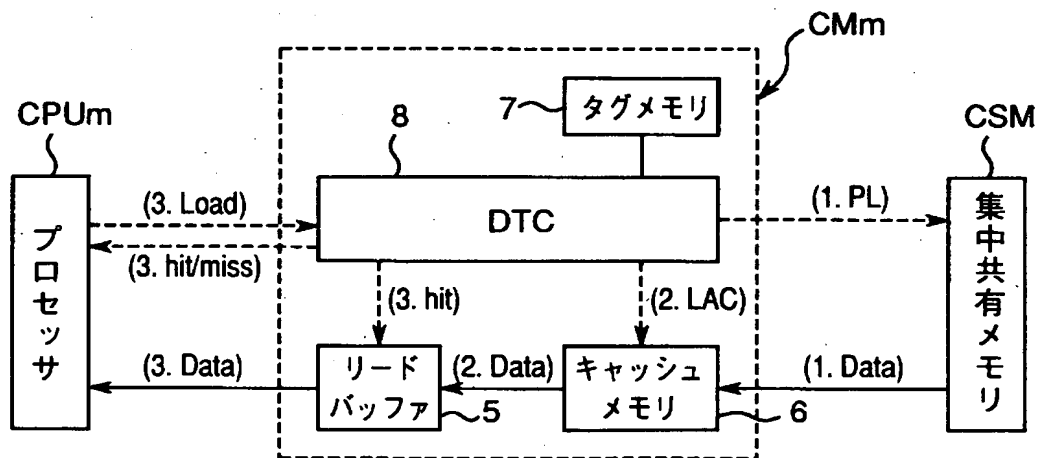 CMm
7
タグメモリ
CPUm
8
CSM
プロセッサ
(3. Load)
DTC
(1. PL)
集中共有メモリ
(3. hit/miss)
(3. hit)
(2. LAC)
(3. Data)
リード
バッファ
(2. Data)
キャッシュ
メモリ
(1. Data)
5
6